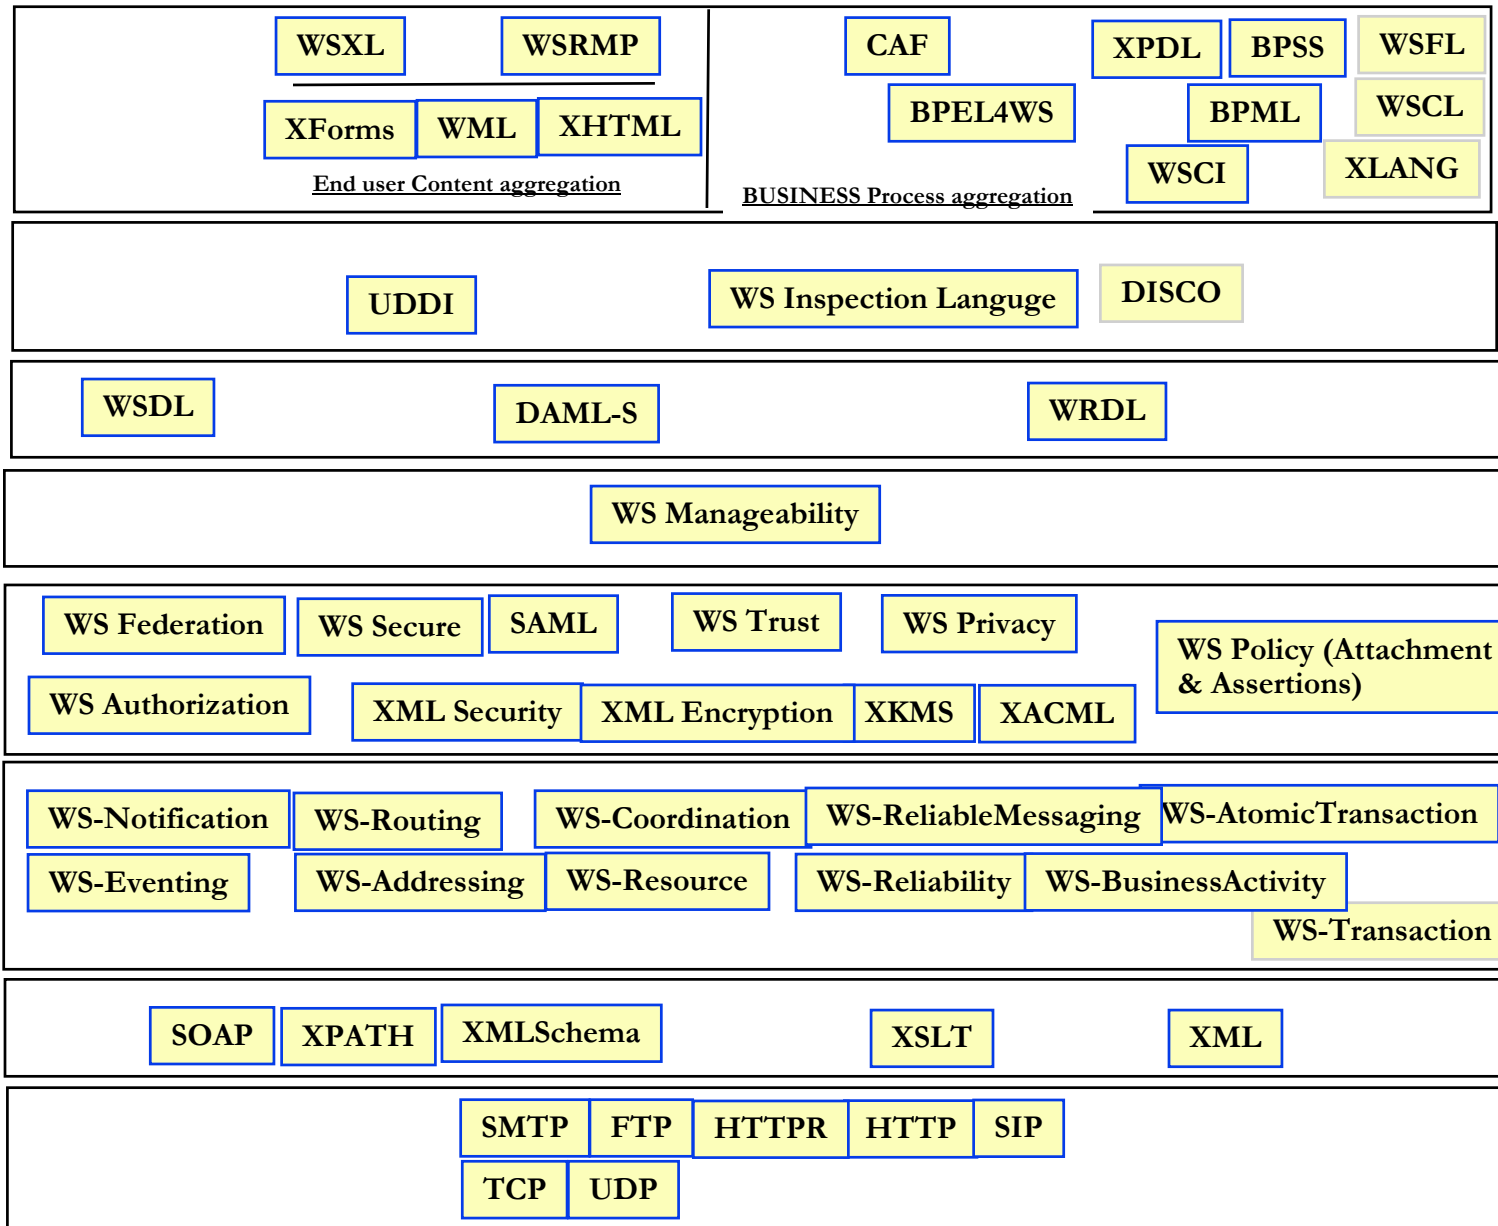 WSXL
WSRMP
XForms
WML
XHTML
End user Content aggregation
CAF
XPDL
BPSS
WSFL
BPEL4WS
BPML
WSCL
WSCI
XLANG
BUSINESS Process aggregation
UDDI
WS Inspection Languge
DISCO
WSDL
DAML-S
WRDL
WS Manageability
WS Federation
WS Secure
SAML
WS Trust
WS Privacy
WS Policy (Attachment
& Assertions)
WS Authorization
XML Security
XML Encryption
XKMS
XACML
WS-Notification
WS-Routing
WS-Coordination
WS-ReliableMessaging
WS-AtomicTransaction
WS-Eventing
WS-Addressing
WS-Resource
WS-Reliability
WS-BusinessActivity
WS-Transaction
SOAP
XPATH
XMLSchema
XSLT
XML
SMTP
FTP
HTTPR
HTTP
SIP
TCP
UDP